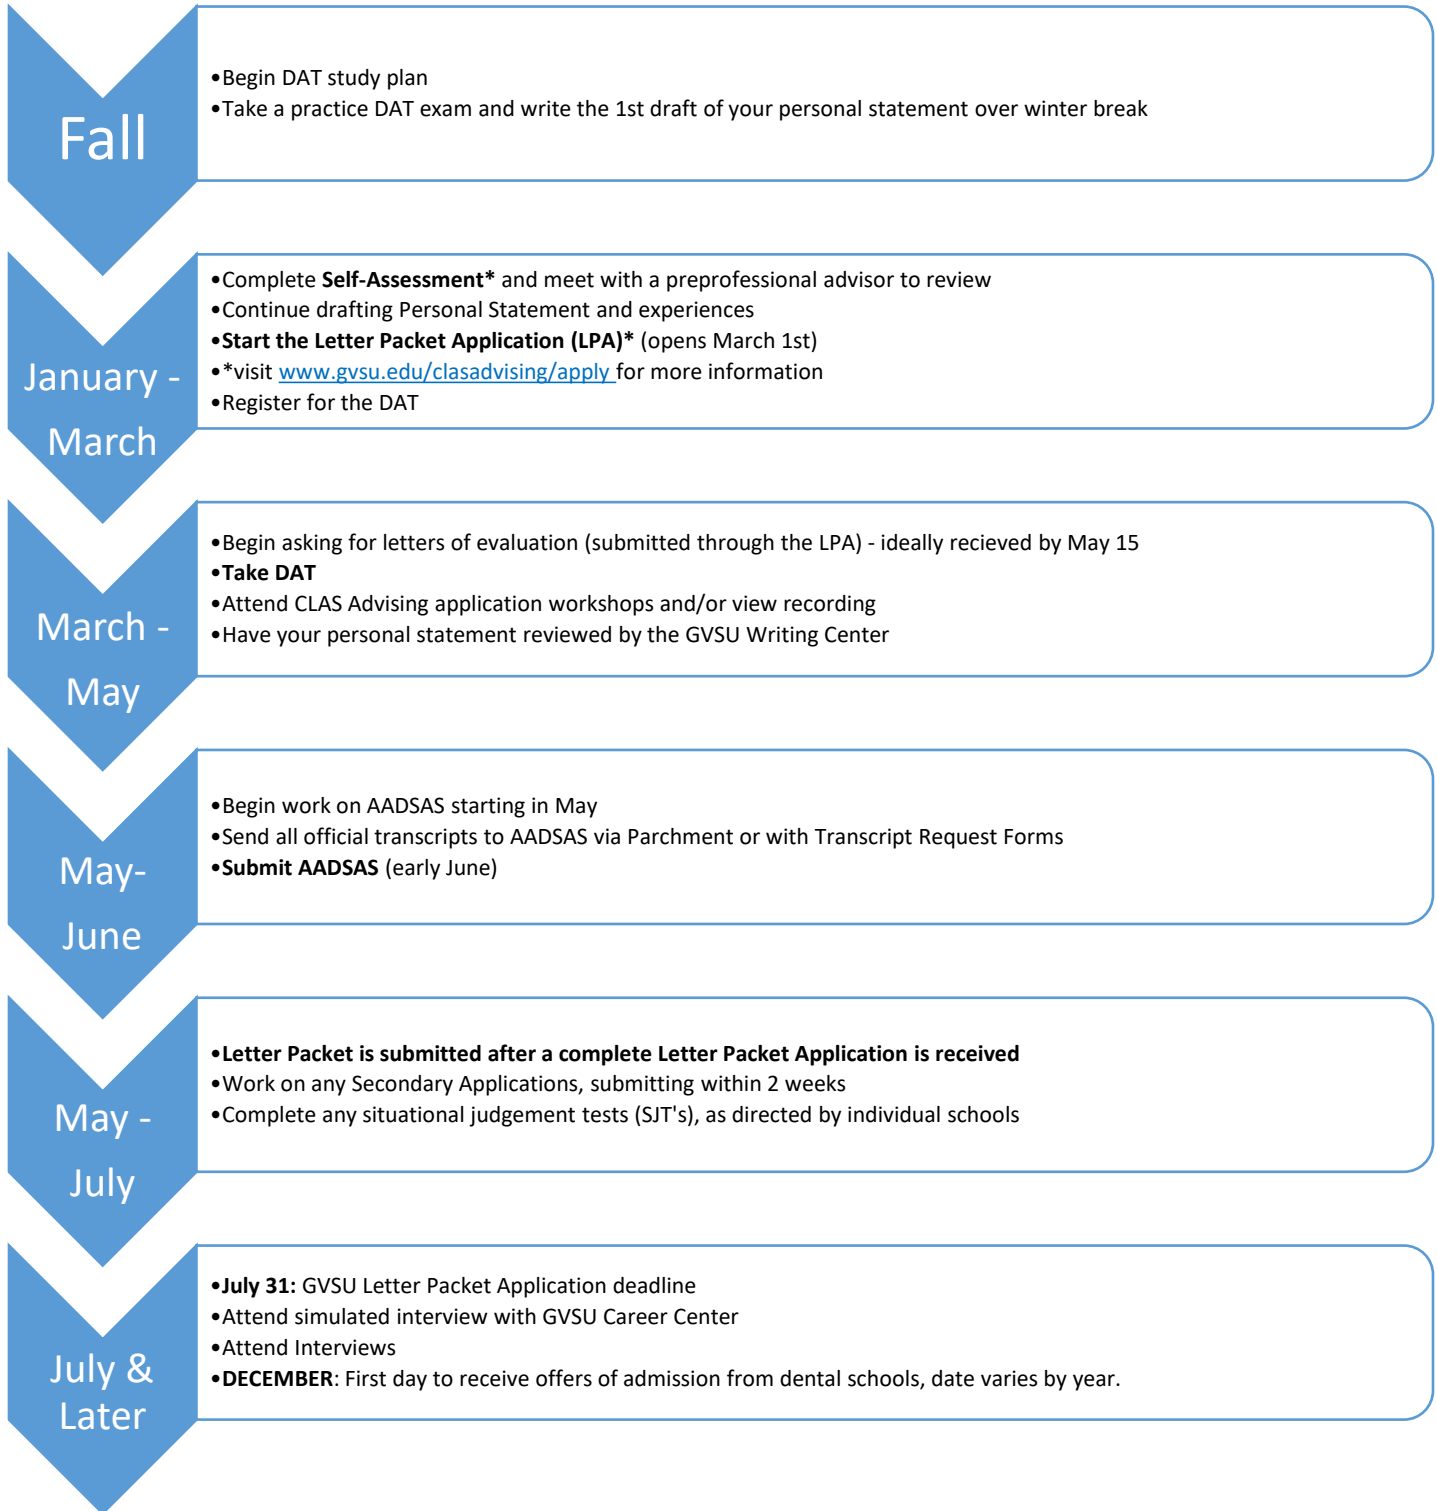 Fall
•Begin DAT study plan
•Take a practice DAT exam and write the 1st draft of your personal statement over winter break
January -
March
•Complete Self-Assessment* and meet with a preprofessional advisor to review
•Continue drafting Personal Statement and experiences
•Start the Letter Packet Application (LPA)* (opens March 1st)
•*visit www.gvsu.edu/clasadvising/apply for more information
•Register for the DAT
March -
May
•Begin asking for letters of evaluation (submitted through the LPA) - ideally recieved by May 15
•Take DAT
•Attend CLAS Advising application workshops and/or view recording
•Have your personal statement reviewed by the GVSU Writing Center
May-
June
•Begin work on AADSAS starting in May
•Send all official transcripts to AADSAS via Parchment or with Transcript Request Forms
•Submit AADSAS (early June)
May -
July
•Letter Packet is submitted after a complete Letter Packet Application is received
•Work on any Secondary Applications, submitting within 2 weeks
•Complete any situational judgement tests (SJT's), as directed by individual schools
July &
Later
•July 31: GVSU Letter Packet Application deadline
•Attend simulated interview with GVSU Career Center
•Attend Interviews
•DECEMBER: First day to receive offers of admission from dental schools, date varies by year.